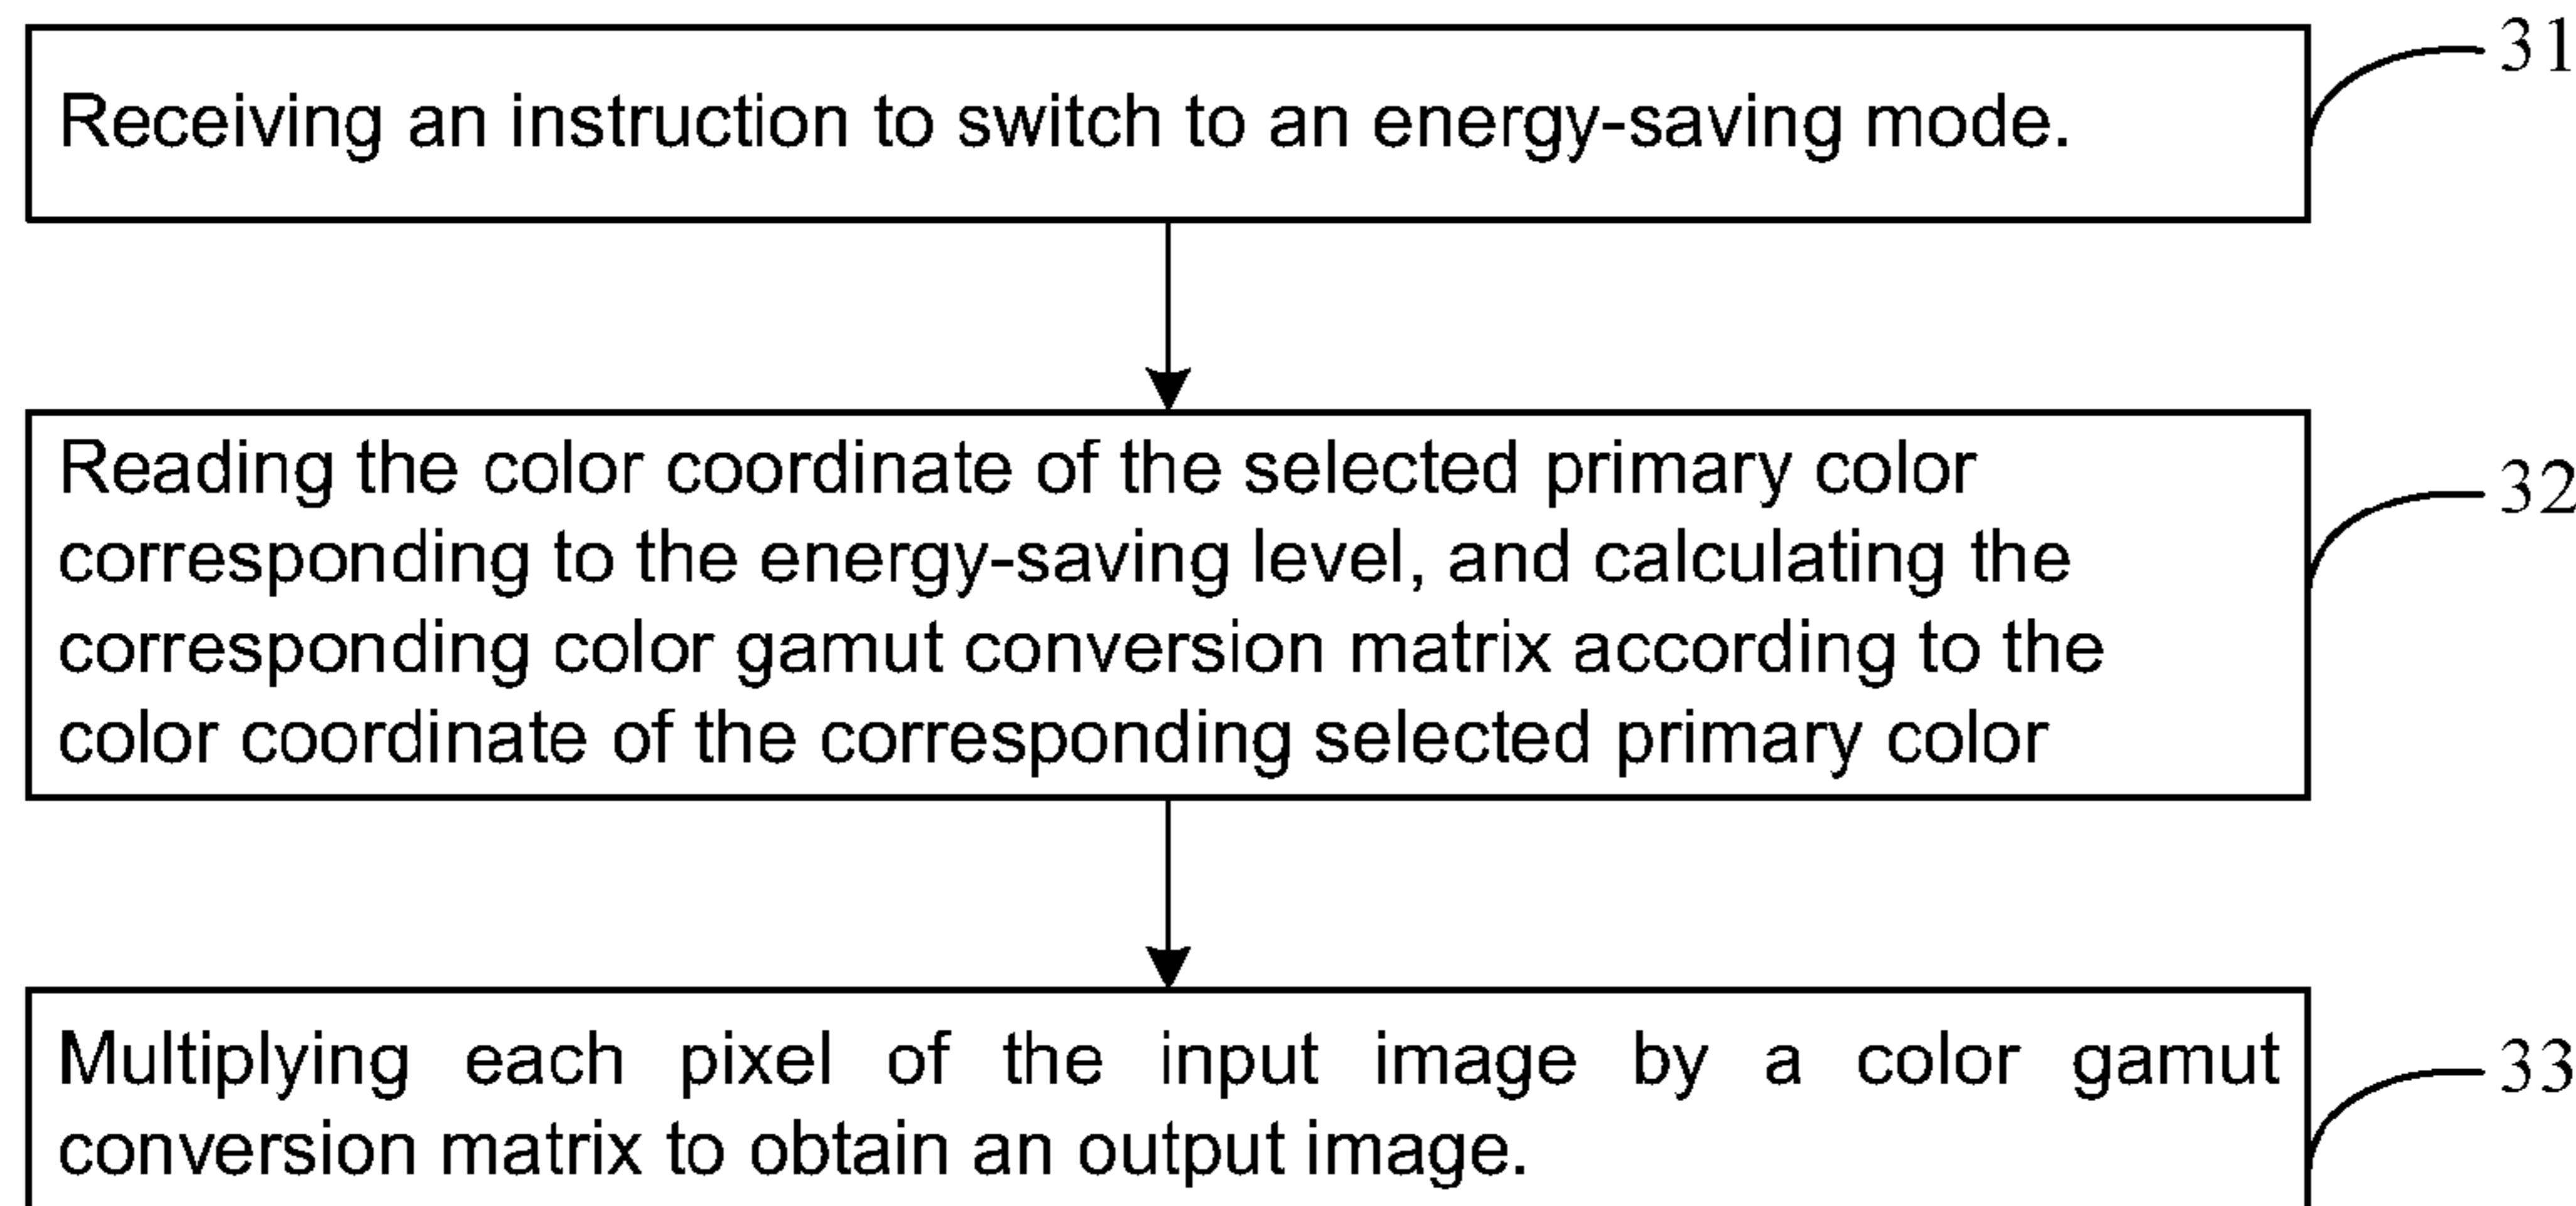 31
Receiving an instruction to switch to an energy-saving mode.
Reading the color coordinate of the selected primary color
32
corresponding to the energy-saving level, and calculating the
corresponding color gamut conversion matrix according to the
color coordinate of the corresponding selected primary color
Multiplying each pixel of the input image by a color gamut
33
conversion matrix to obtain an output image.